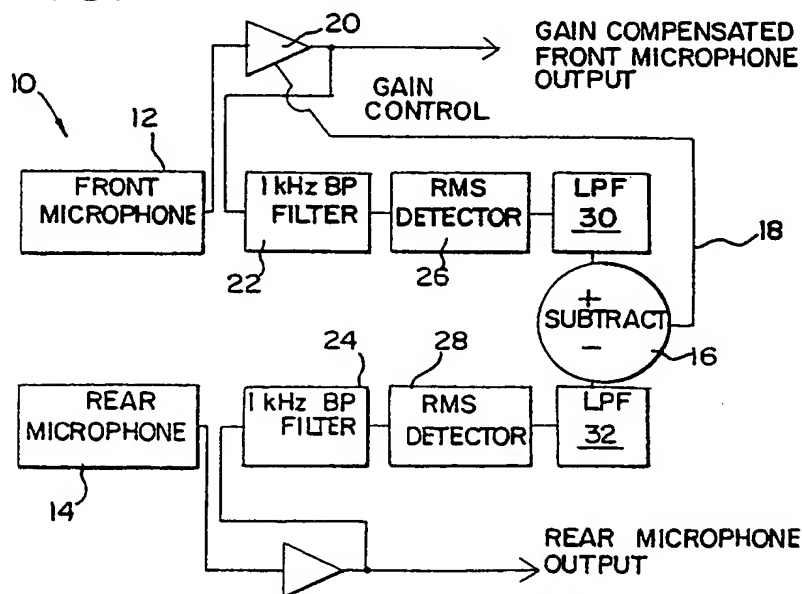 20
GAIN COMPENSATED
FRONT MICROPHONE
OUTPUT
10
GAIN
CONTROL
12
FRONT
MICROPHONE
1 kHz BP
FILTER
22
RMS
DETECTOR
26
LPF
30
18
+
SUBTRACT
-
16
24
28
REAR
MICROPHONE
14
1 kHz BP
FILTER
RMS
DETECTOR
LPF
32
REAR MICROPHONE
OUTPUT